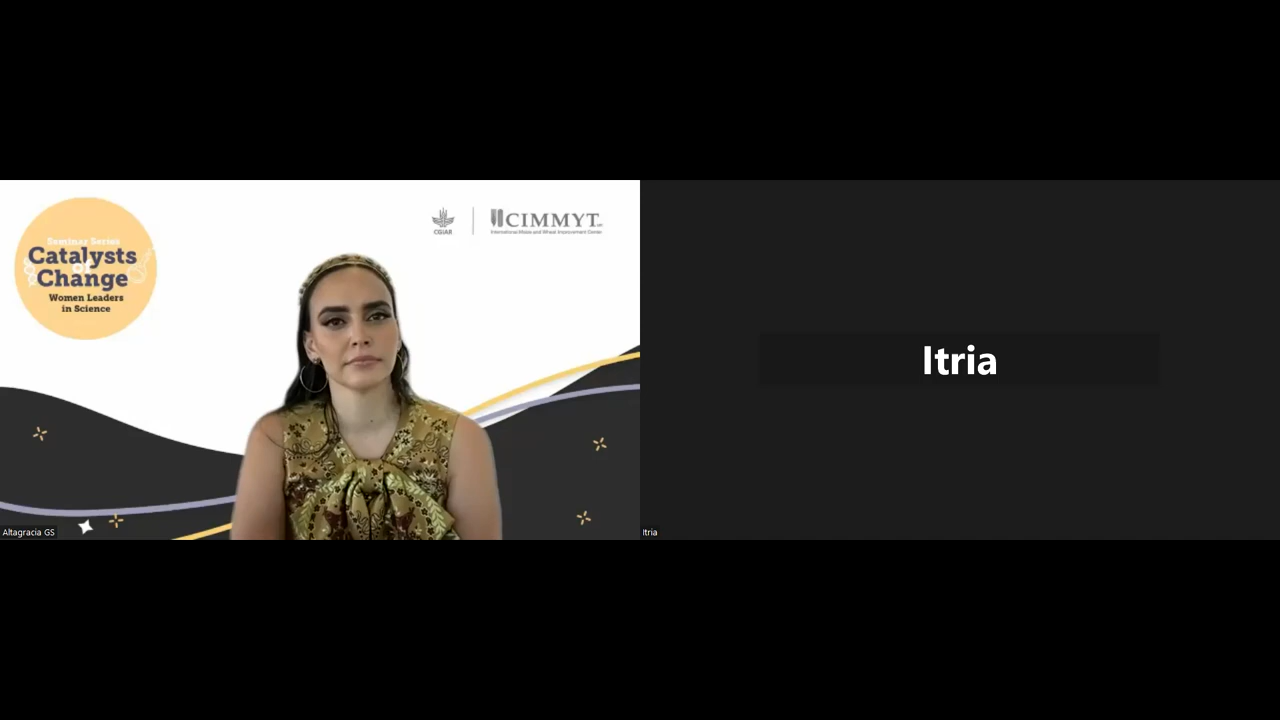 Seminar Series
Catalysts
of
Change
Women Leaders
in Science
CGIAR
CIMMYT
International Maize and Wheat Improvement Center
Itria
Altagracia GS
Itria